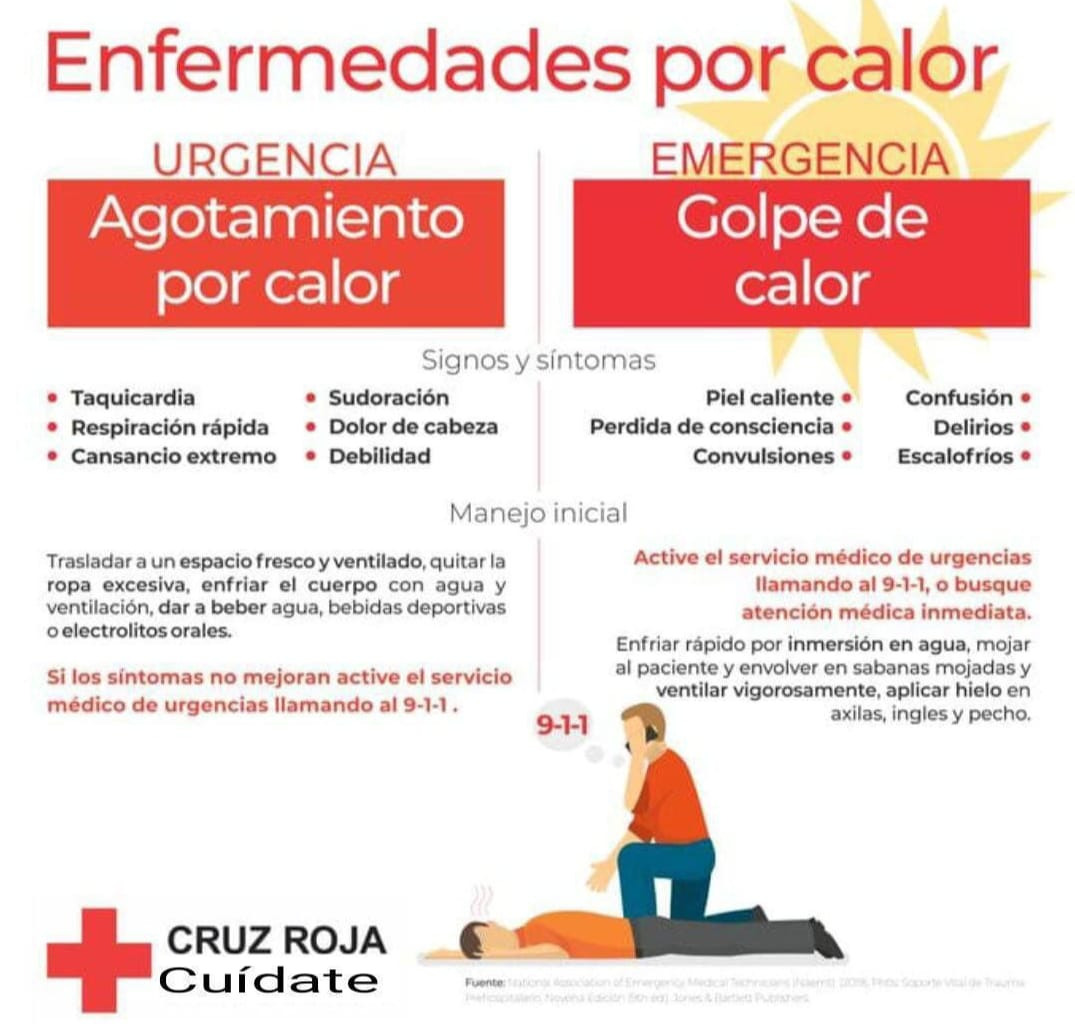 Enfermedades por calor
URGENCIA
Agotamiento
por calor
EMERGENCIA
Golpe de
calor
Signos y síntomas
• Taquicardia
• Respiración rápida
• Cansancio extremo
• Sudoración
• Dolor de cabeza
• Debilidad
Piel caliente •
Perdida de consciencia •
Convulsiones •
Confusión •
Delirios •
Escalofríos •
Manejo inicial
Trasladar a un espacio fresco y ventilado, quitar la
ropa excesiva, enfriar el cuerpo con agua y
ventilación, dar a beber agua, bebidas deportivas
o electrolitos orales.
Si los síntomas no mejoran active el servicio
médico de urgencias llamando al 9-1-1.
Active el servicio médico de urgencias
llamando al 9-1-1, o busque
atención médica inmediata.
Enfriar rápido por inmersión en agua, mojar
al paciente y envolver en sabanas mojadas y
ventilar vigorosamente, aplicar hielo en
axilas, ingles y pecho.
9-1-1
CRUZ ROJA
Cuídate
Fuente: National Association of Emergency Medical Technicians Soporte Vital de Trauma
Prehospitalario. Novena Edición Jones & Bartlett Publishers.